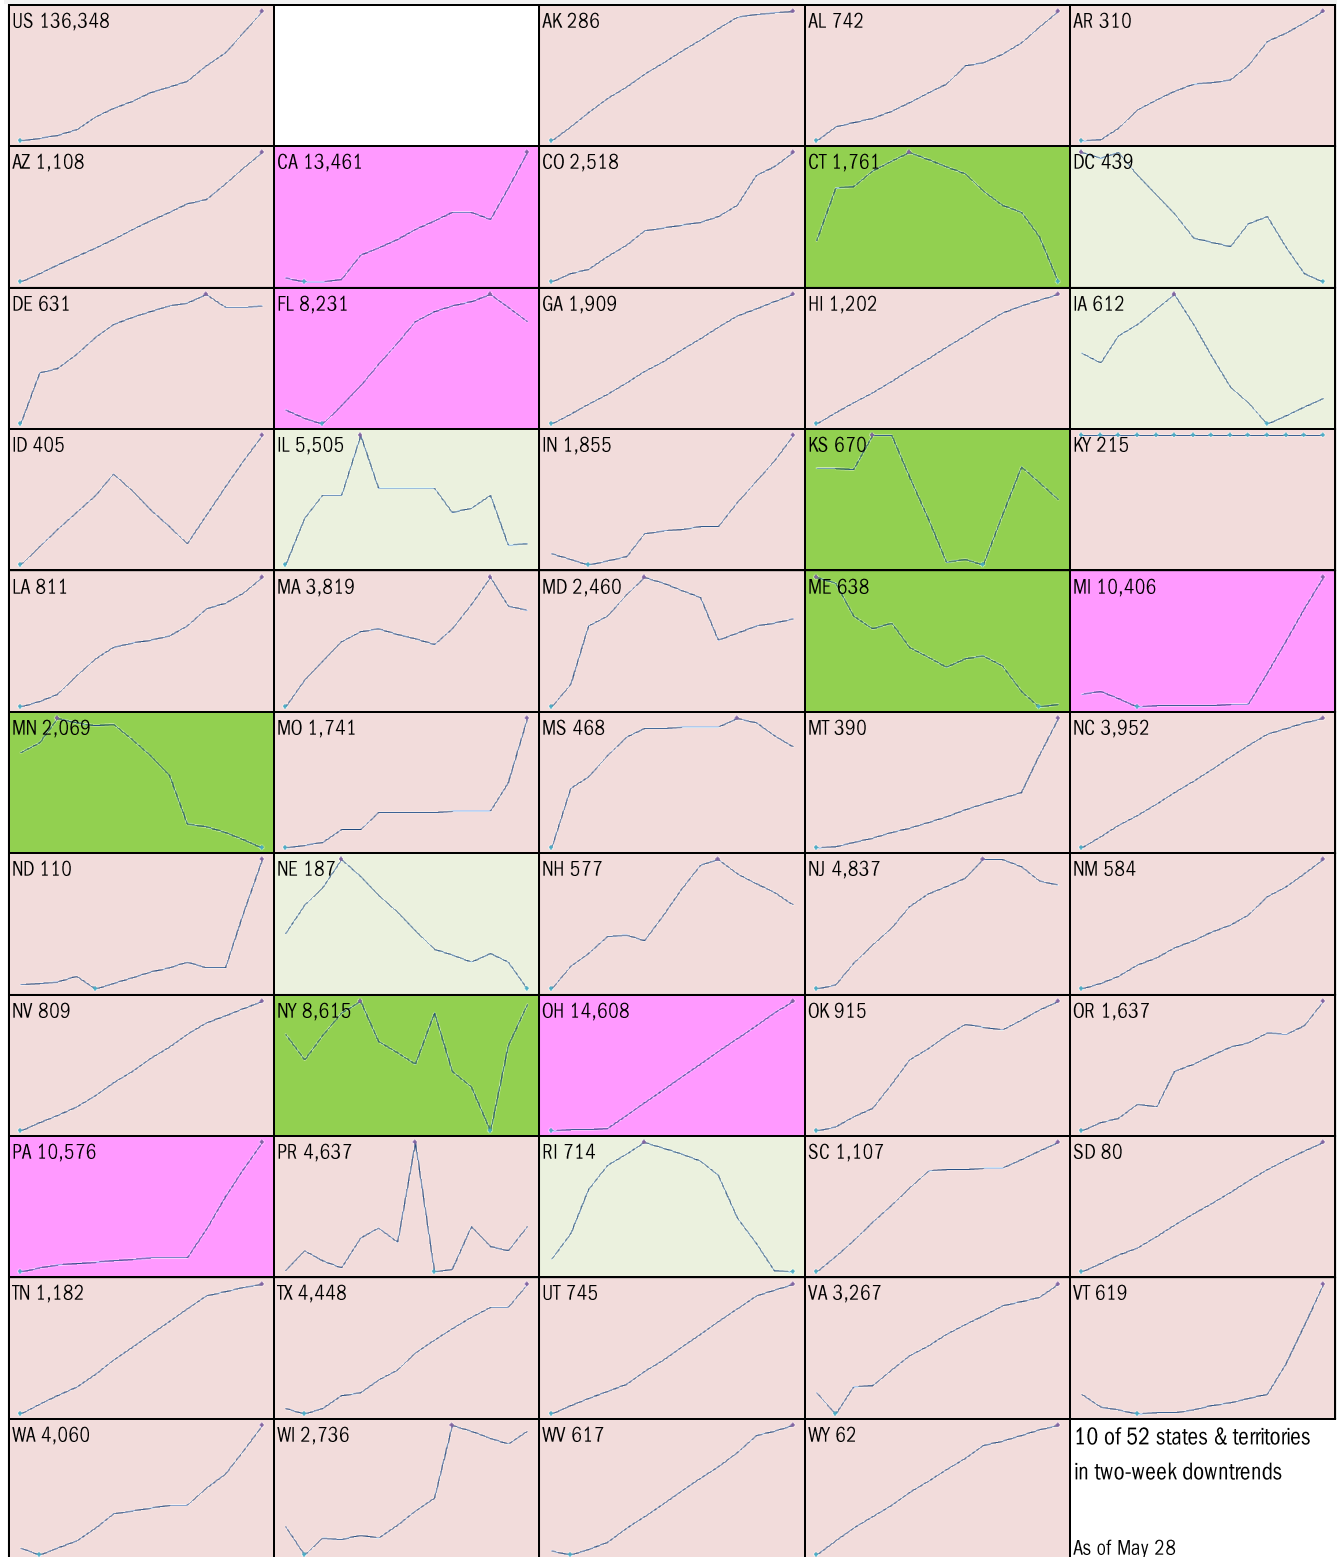 US 136,348
AK 286
AL 742
AR 310
AZ 1,108
CA 13,461
CO 2,518
CT 1,761
DC 439
DE 631
FL 8,231
GA 1,909
HI 1,202
IA 612
ID 405
IL 5,505
IN 1,855
KS 670
KY 215
LA 811
MA 3,819
MD 2,460
ME 638
MI 10,406
MN 2,069
MO 1,741
MS 468
MT 390
NC 3,952
ND 110
NE 187
NH 577
NJ 4,837
NM 584
NV 809
NY 8,615
OH 14,608
OK 915
OR 1,637
PA 10,576
PR 4,637
RI 714
SC 1,107
SD 80
TN 1,182
TX 4,448
UT 745
VA 3,267
VT 619
WA 4,060
WI 2,736
WV 617
WY 62
10 of 52 states & territories
in two-week downtrends
As of May 28